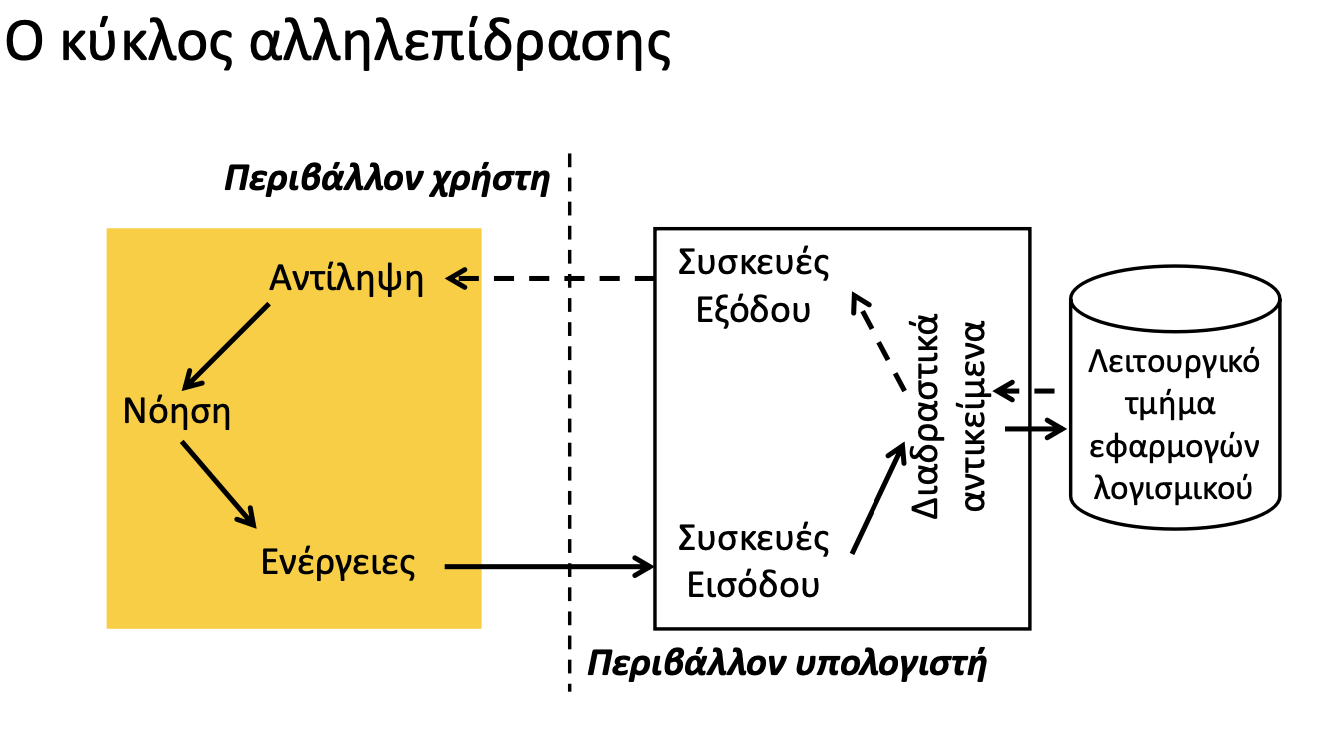 Ο κύκλος αλληλεπίδρασης
Περιβάλλον χρήστη
Αντίληψη
Νόηση
Ενέργειες
Συσκευές
Εξόδου
Διαδραστικά
αντικείμενα
Συσκευές
Εισόδου
Λειτουργικό
τμήμα
εφαρμογών
λογισμικού
Περιβάλλον υπολογιστή